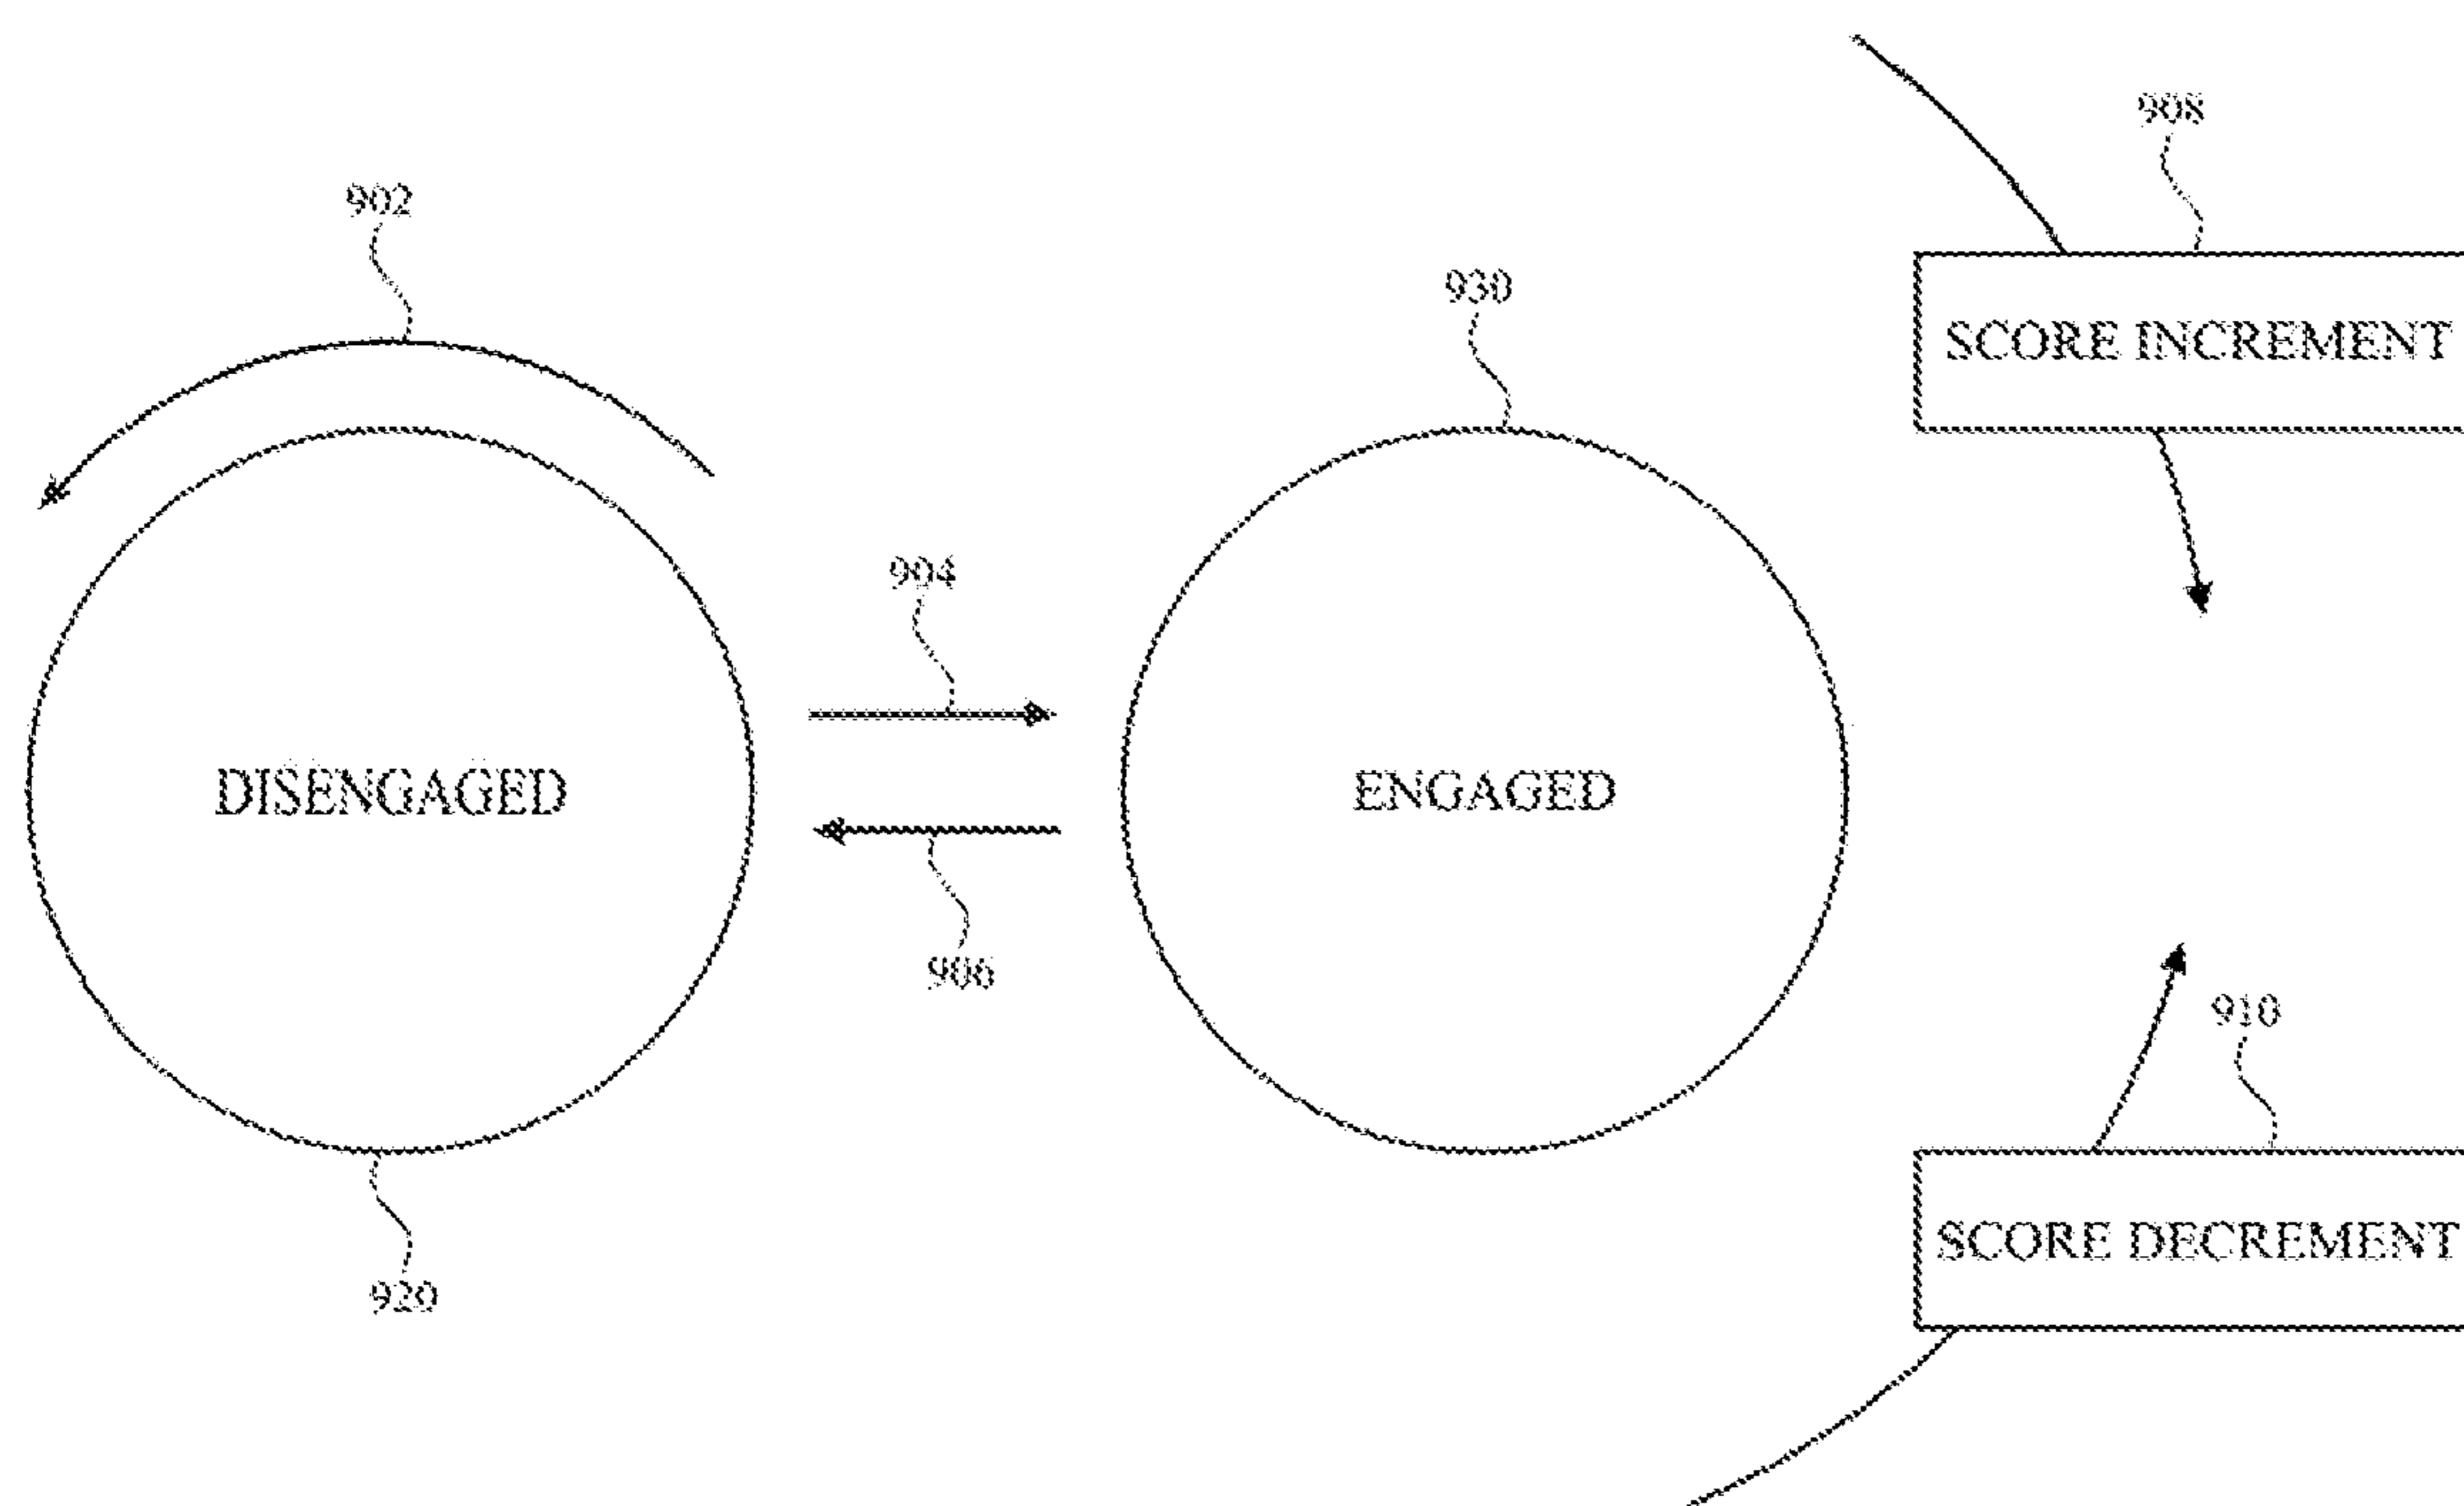 908
902
930
SCORE INCREMENT
904
DISENGAGED
ENGAGED
906
910
SCORE DECREMENT
920